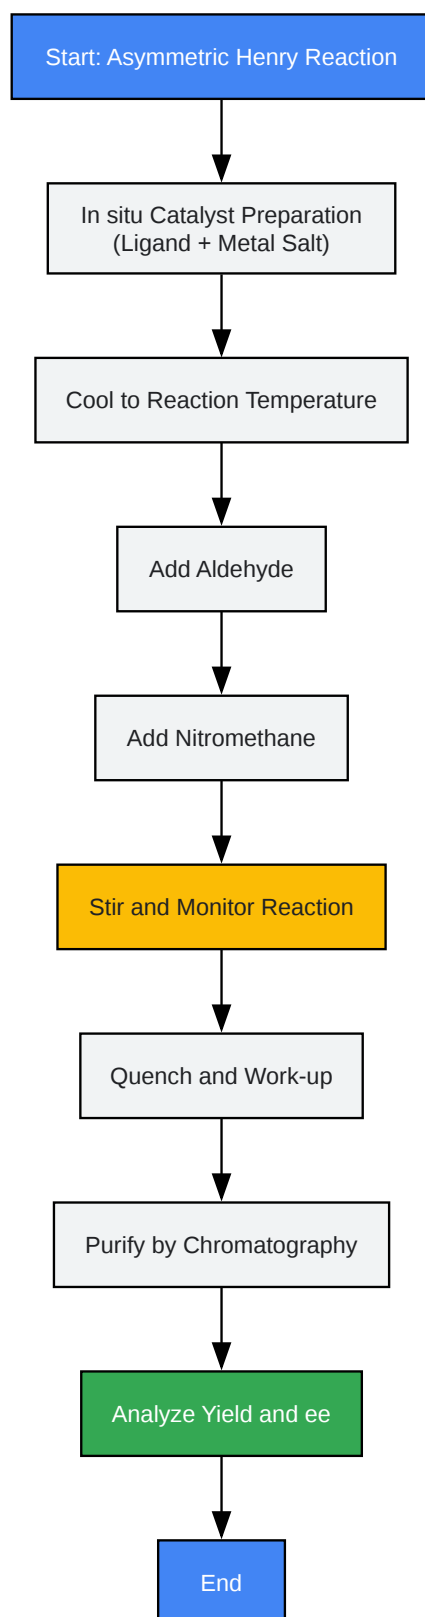 Start: Asymmetric Henry Reaction
In situ Catalyst Preparation
(Ligand + Metal Salt)
Cool to Reaction Temperature
Add Aldehyde
Add Nitromethane
Stir and Monitor Reaction
Quench and Work-up
Purify by Chromatography
Analyze Yield and ee
End